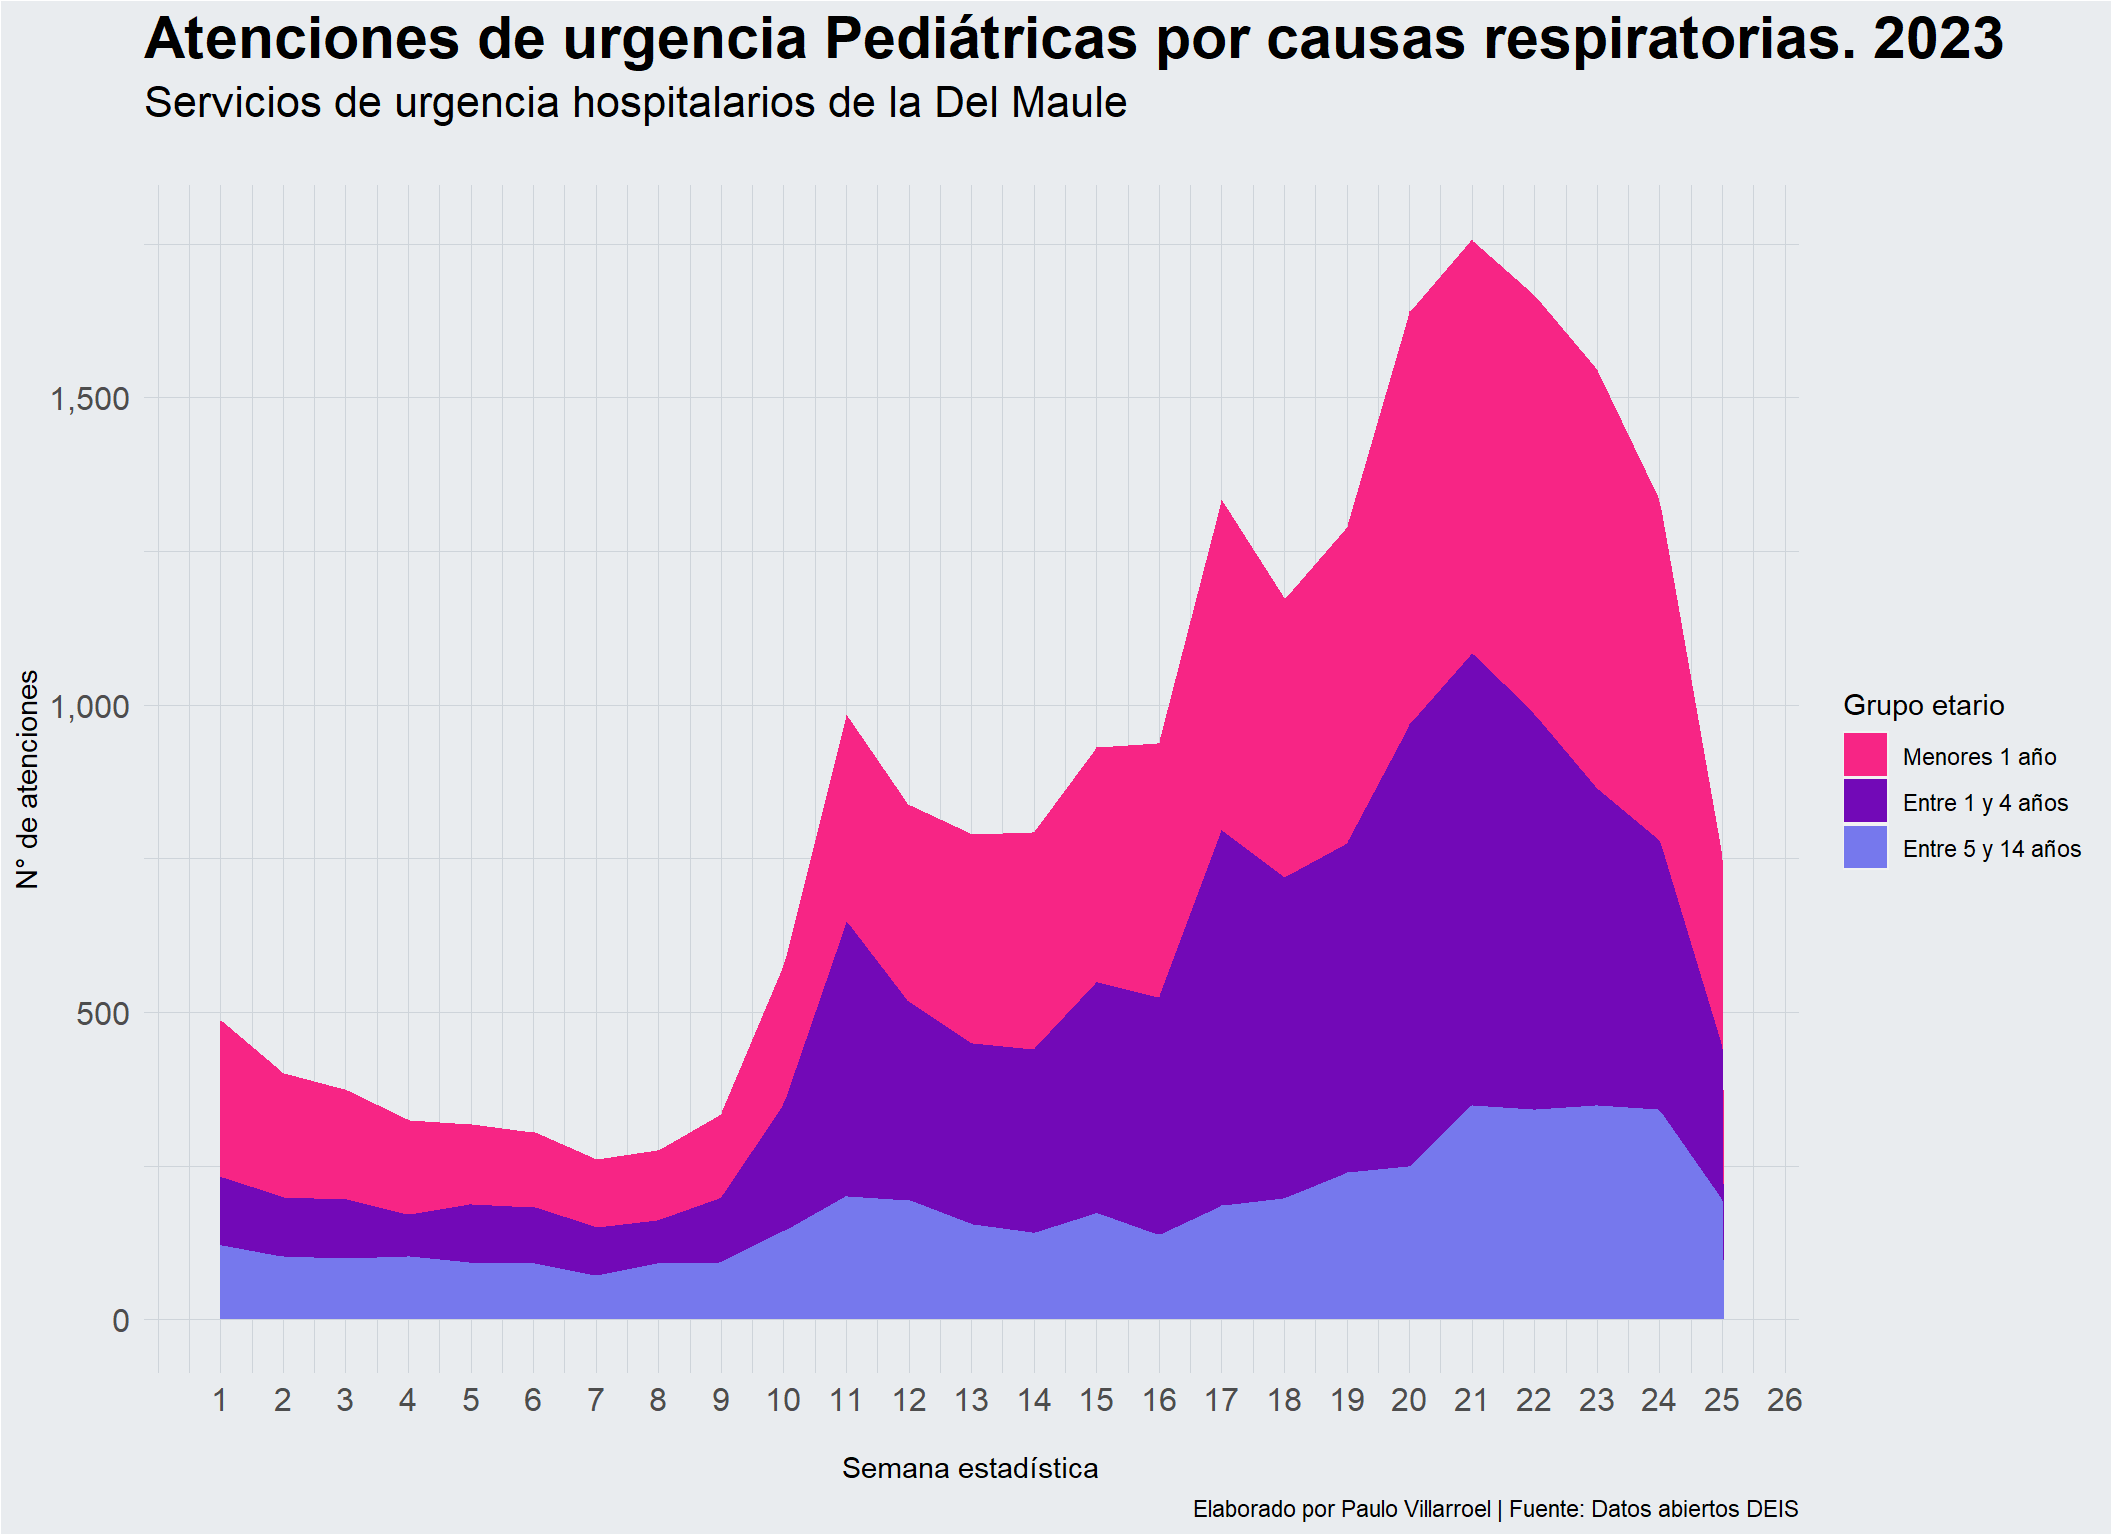 Atenciones de urgencia Pediátricas por causas respiratorias. 2023
Servicios de urgencia hospitalarios de la Del Maule
N° de atenciones
1,500
1,000
500
0
1 2 3 4 5 6 7 8 9 10 11 12 13 14 15 16 17 18 19 20 21 22 23 24 25 26
Semana estadística
Grupo etario
Menores 1 año
Entre 1 y 4 años
Entre 5 y 14 años
Elaborado por Paulo Villarroel | Fuente: Datos abiertos DEIS